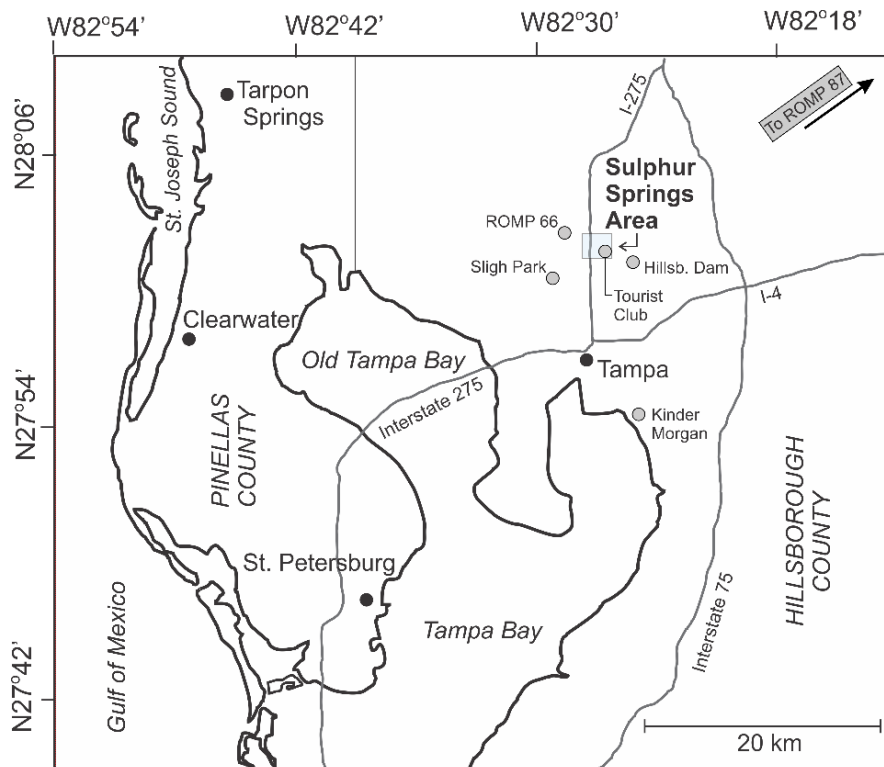 W82°54’
W82°42’
W82°30’
W82°18’
N28°06’
N27°54’
N27°42’
St. Joseph Sound
Tarpon
Springs
I-275
To ROMP 87
Sulphur
Springs
Area
ROMP 66
Sligh Park
Hillsb. Dam
Tourist
Club
I-4
Clearwater
Old Tampa Bay
Tampa
Interstate 275
Kinder
Morgan
PINELLAS
COUNTY
HILLSBOROUGH
COUNTY
St. Petersburg
Tampa Bay
Interstate 75
Gulf of Mexico
20 km